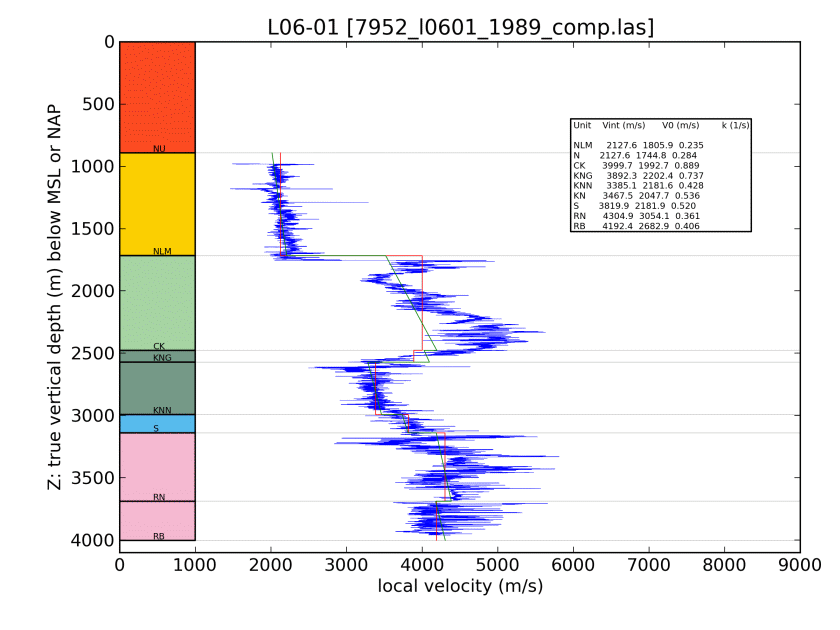 L06-01 [7952_l0601_1989_comp.las]
Z: true vertical depth (m) below MSL or NAP
0
500
1000
1500
2000
2500
3000
3500
4000
NU
NLM
CK
KNG
KNN
S
RN
RB
Unit Vint (m/s) V0 (m/s) k (1/s)
NLM 2127.6 1805.9 0.235
N 2127.6 1744.8 0.284
CK 3999.7 1992.7 0.889
KNG 3892.3 2202.4 0.737
KNN 3385.1 2181.6 0.428
KN 3467.5 2047.7 0.536
S 3819.9 2181.9 0.520
RN 4304.9 3054.1 0.361
RB 4192.4 2682.9 0.406
0 1000 2000 3000 4000 5000 6000 7000 8000 9000
local velocity (m/s)